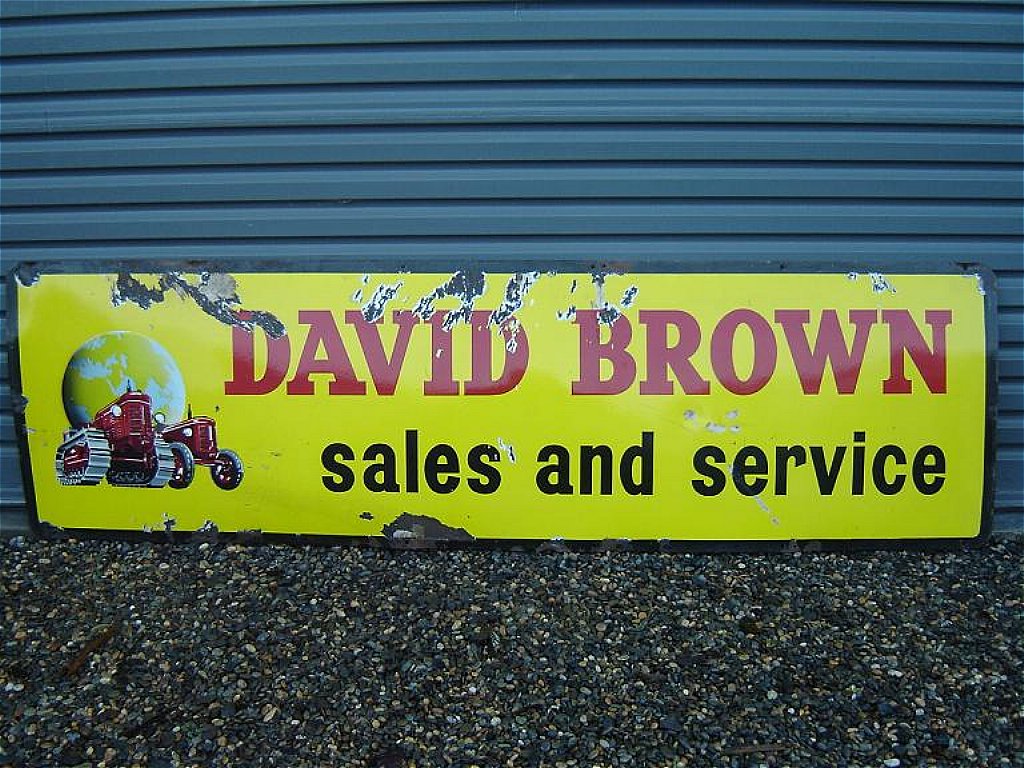 DAVID BROWN
sales and service